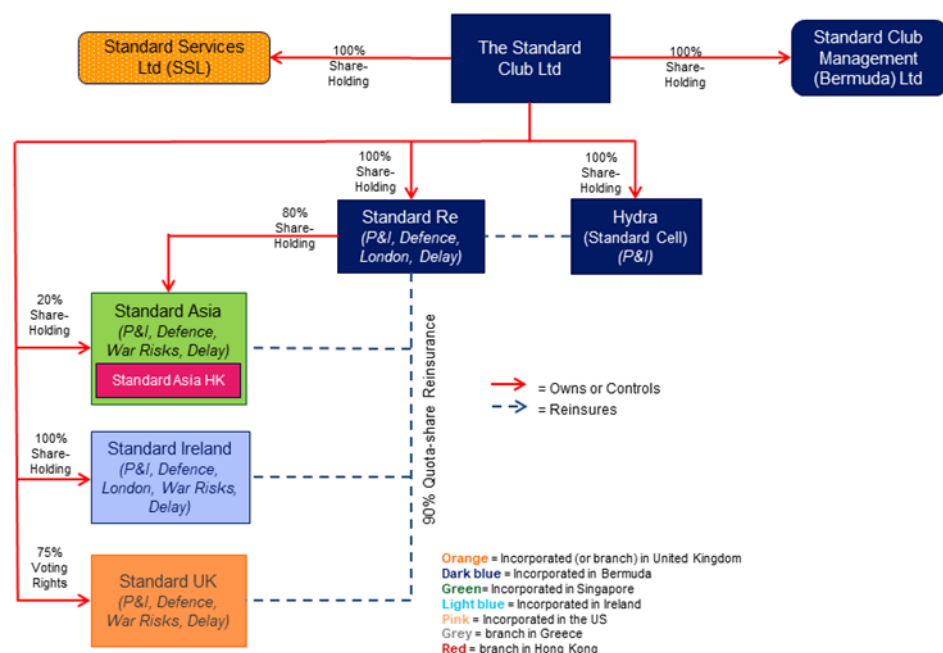 Standard Services
Ltd (SSL)
100%
Share-
Holding
The Standard
Club Ltd
100%
Share-
Holding
Standard Club
Management
(Bermuda) Ltd
100%
Share-
Holding
100%
Share-
Holding
80%
Share-
Holding
Standard Re
(P&I, Defence,
London, Delay)
Hydra
(Standard Cell)
(P&I)
20%
Share-
Holding
Standard Asia
(P&I, Defence,
War Risks, Delay)
Standard Asia HK
90% Quota-share Reinsurance
= Owns or Controls
= Reinsures
100%
Share-
Holding
Standard Ireland
(P&I, Defence,
London, War Risks,
Delay)
75%
Voting
Rights
Standard UK
(P&I, Defence,
War Risks, Delay)
Orange = Incorporated (or branch) in United Kingdom
Dark blue = Incorporated in Bermuda
Green= Incorporated in Singapore
Light blue = Incorporated in Ireland
Pink = Incorporated in the US
Grey = branch in Greece
Red = branch in Hong Kong